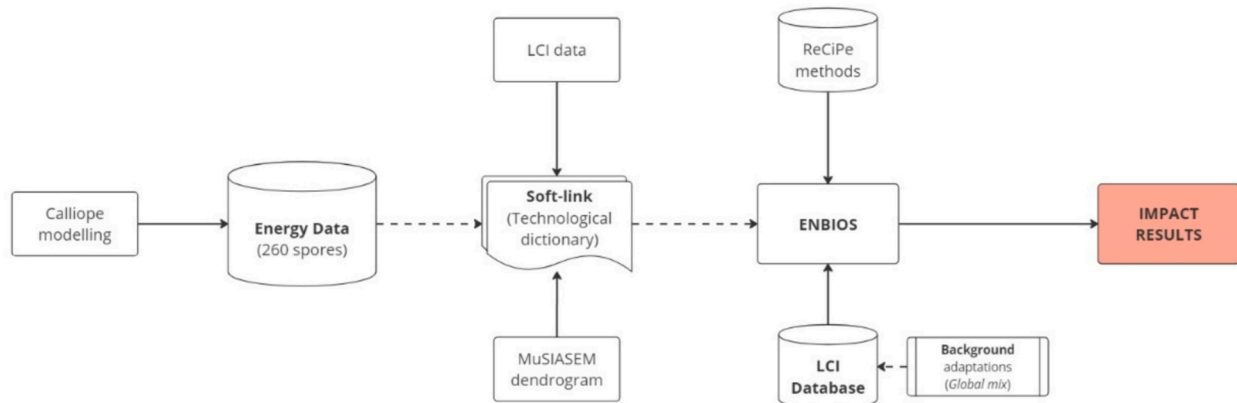 LCI data
ReCiPe
methods
Calliope
modelling
Energy Data
(260 spores)
Soft-link
(Technological
dictionary)
ENBIOS
IMPACT
RESULTS
MuSIASEM
dendrogram
LCI
Database
Background
adaptations
(Global mix)